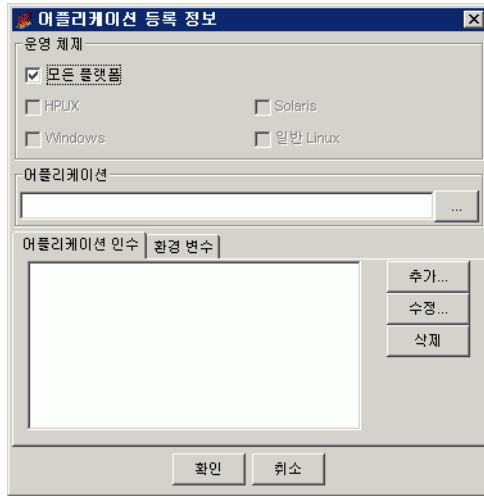 어플리케이션 등록 정보
운영 체제
모든 플랫폼
HPUX
Solaris
Windows
일반 Linux
어플리케이션
...
어플리케이션 인수
환경 변수
추가...
수정...
삭제
확인
취소